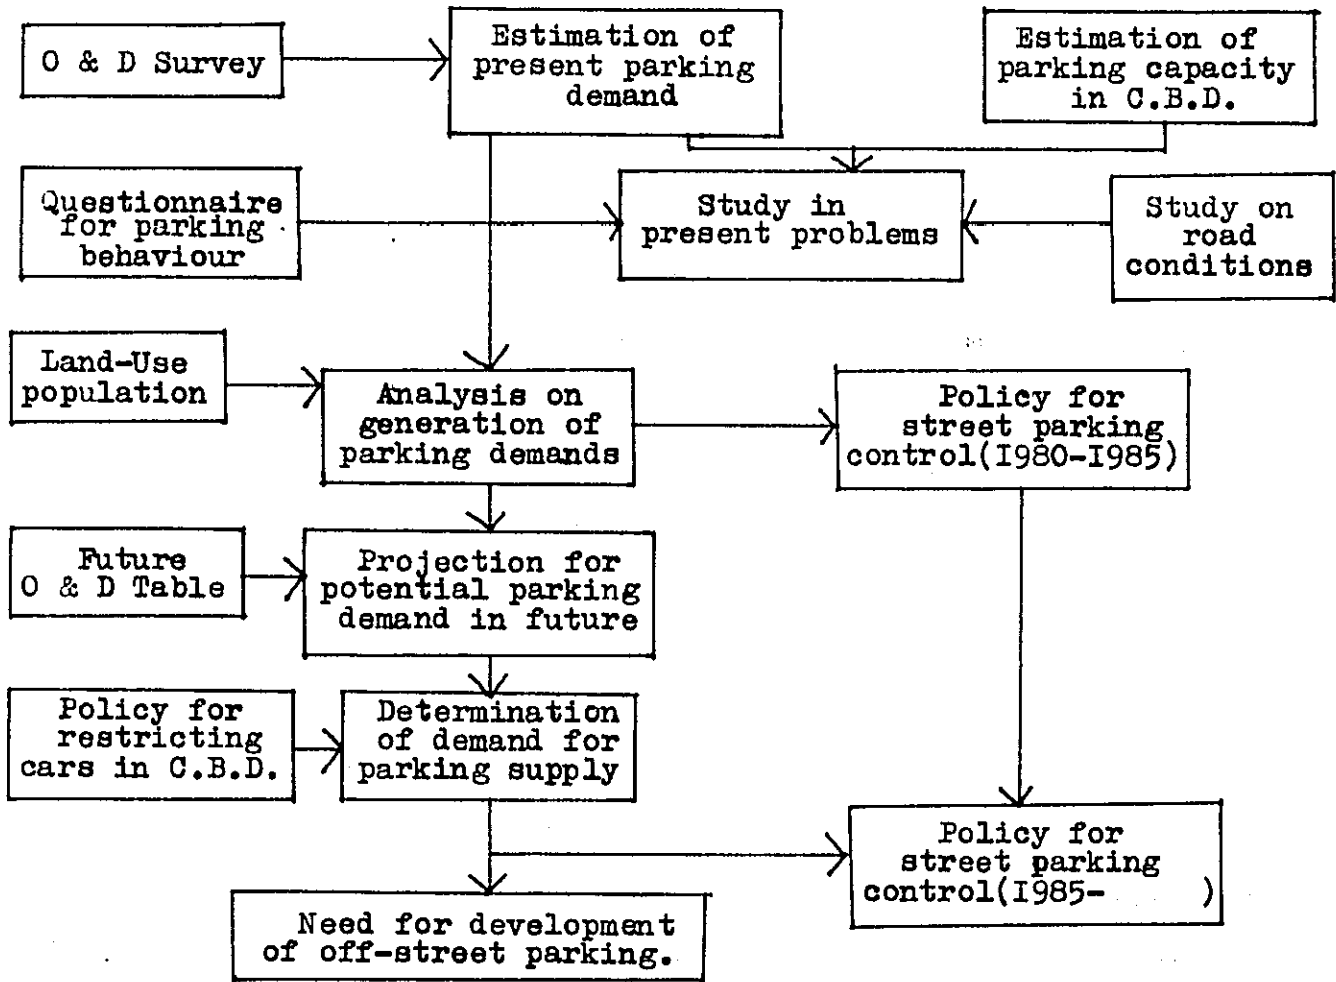 O & D Survey
Estimation of
present parking
demand
Estimation of
parking capacity
in C.B.D.
Questionnaire
for parking
behaviour
Study in
present problems
Study on
road
conditions
Land-Use
population
Analysis on
generation of
parking demands
Policy for
street parking
control(I980-I985)
Future
O & D Table
Projection for
potential parking
demand in future
Policy for
restricting
cars in C.B.D.
Determination
of demand for
parking supply
Policy for
street parking
control(I985- )
Need for development
of off-street parking.